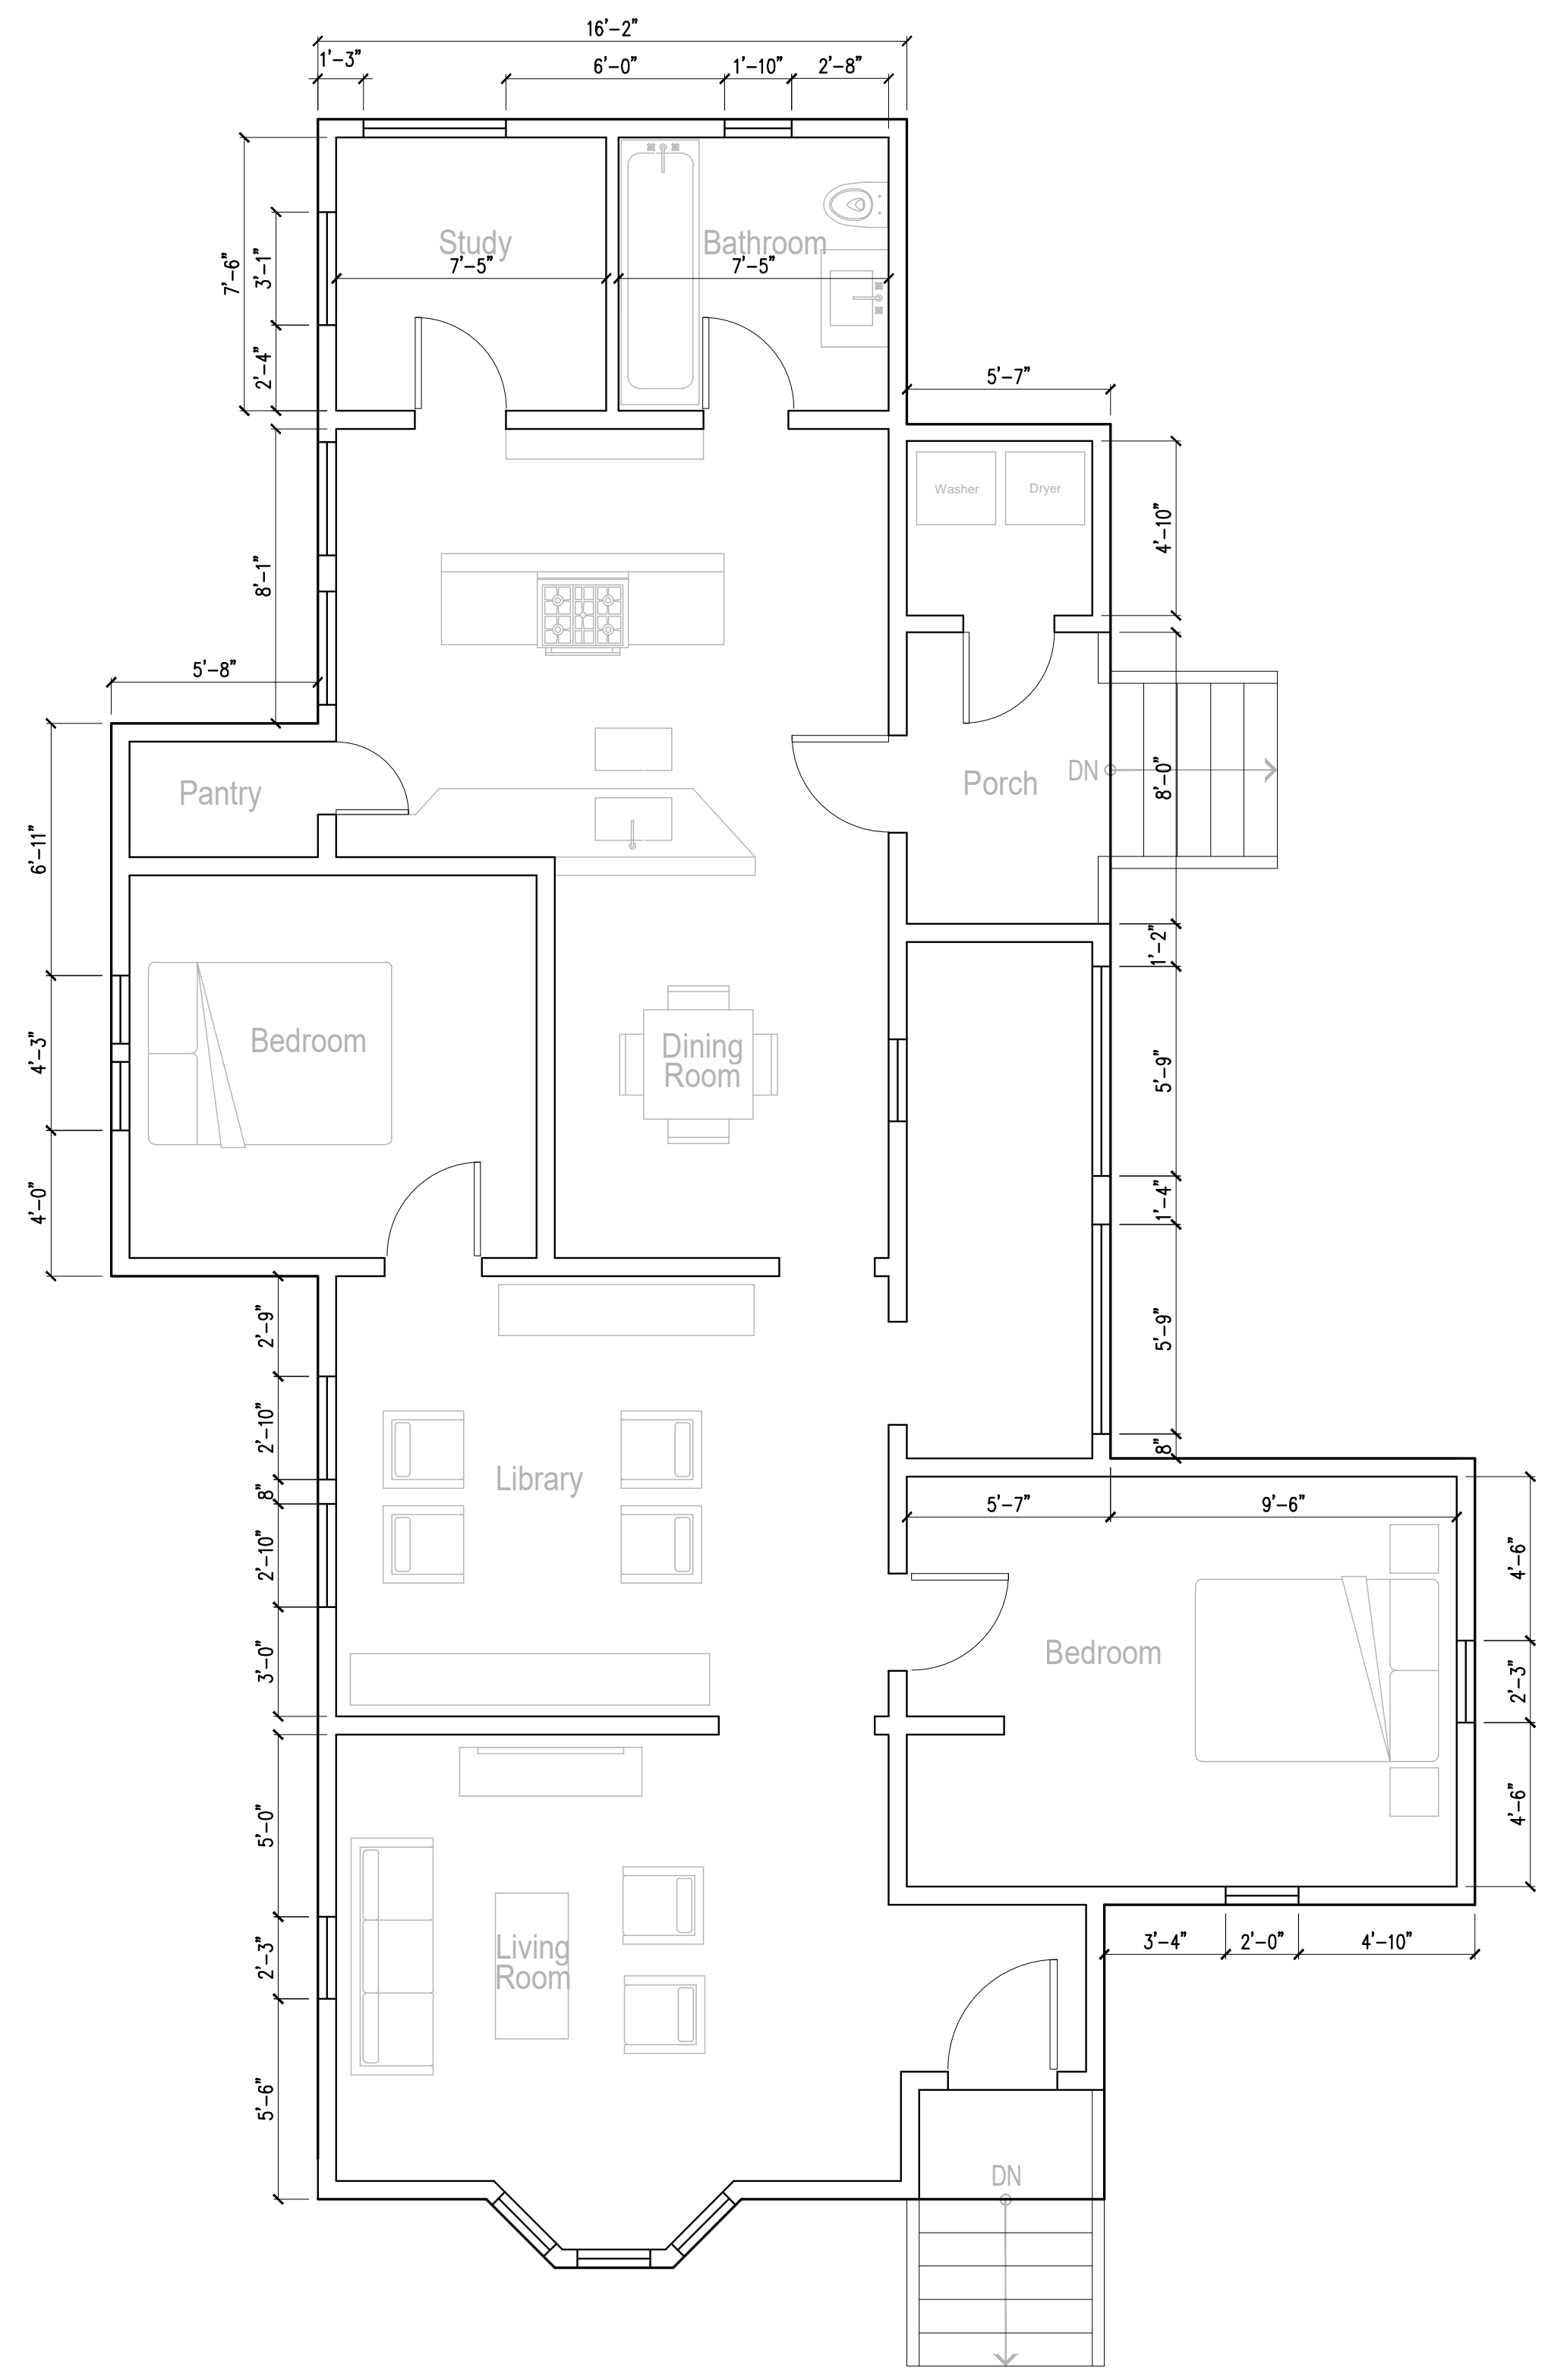 16'-2"
1'-3"
6'-0"
1'-10"
2'-8"
7'-6"
3'-1"
2'-4"
Study
7'-5"
Bathroom
7'-5"
5'-7"
8'-1"
Washer
Dryer
4'-10"
5'-8"
Pantry
Porch
DN
8'-0"
6'-11"
4'-3"
4'-0"
Bedroom
Dining
Room
1'-2"
5'-9"
1'-4"
5'-9"
8"
2'-9"
2'-10"
8"
2'-10"
3'-0"
Library
5'-7"
9'-6"
Bedroom
4'-6"
2'-3"
4'-6"
5'-0"
2'-3"
5'-6"
Living
Room
3'-4"
2'-0"
4'-10"
DN